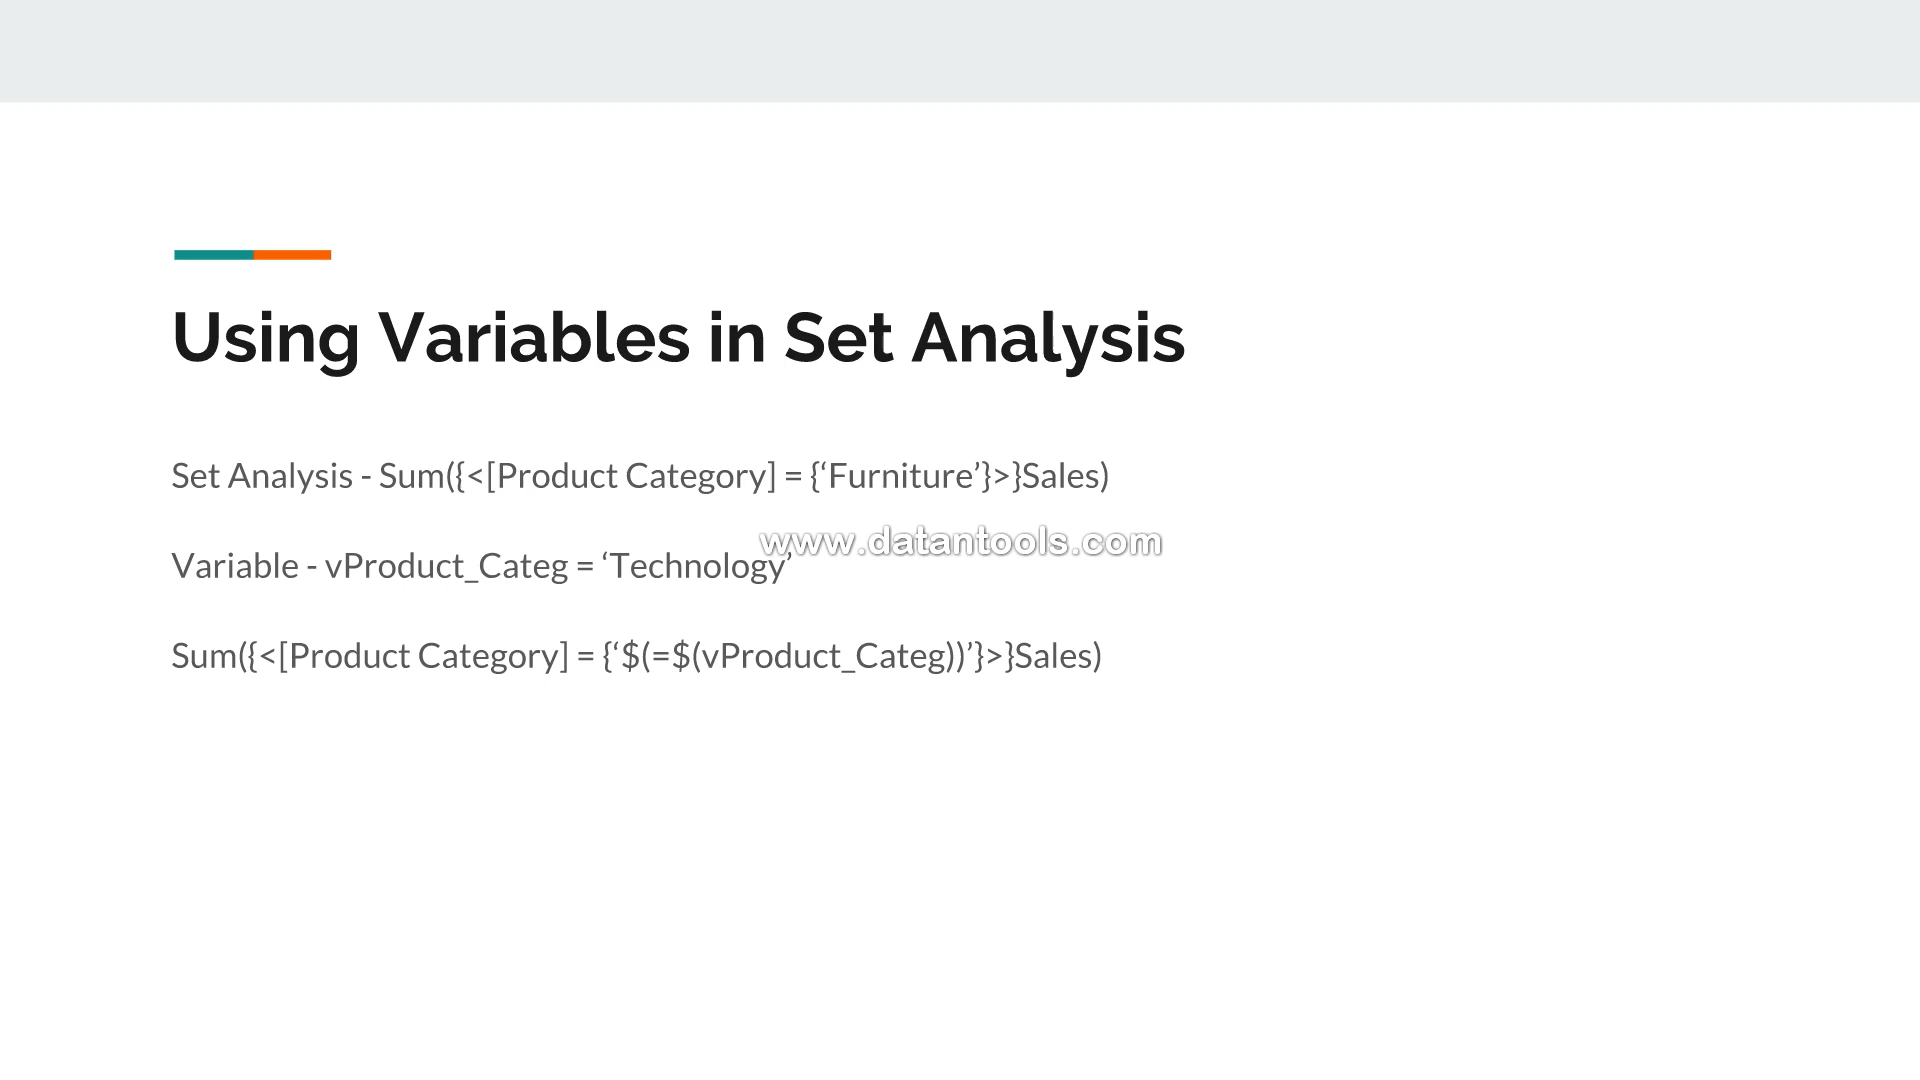 Using Variables in Set Analysis
Set Analysis - Sum({<[Product Category] = {‘Furniture’}>}Sales)
www.datantools.com
Variable - vProduct_Categ = ‘Technology’
Sum({<[Product Category] = {‘$(=$(vProduct_Categ))’}>}Sales)